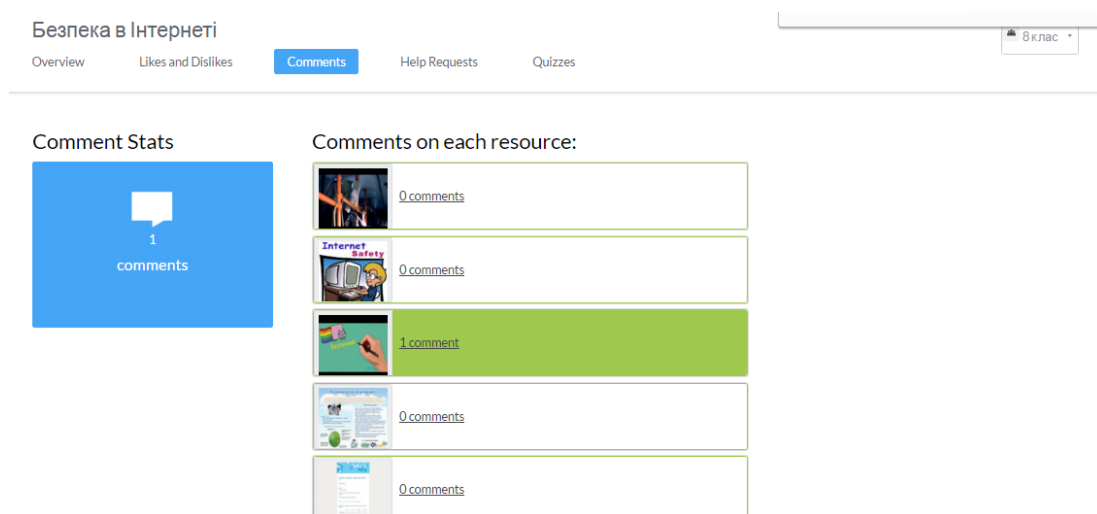 Безпека в Інтернеті
8 клас
Overview Likes and Dislikes Comments Help Requests Quizzes
Comment Stats
1
comments
Comments on each resource:
0 comments
Internet
Safety
0 comments
1 comment
0 comments
0 comments